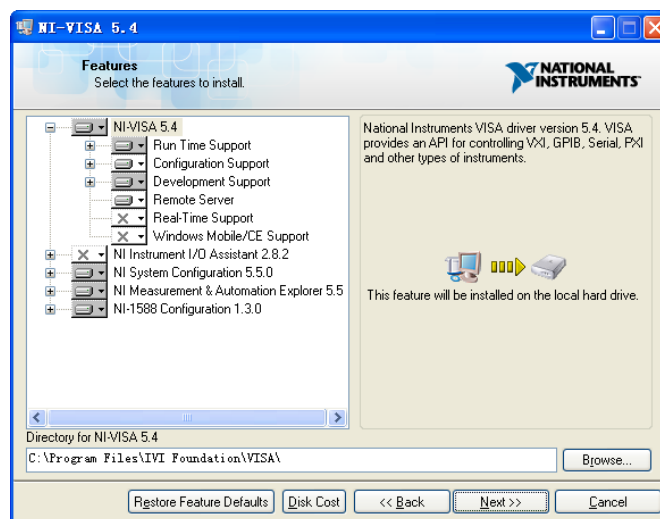 NI-VISA 5.4
Features
Select the features to install.
NATIONAL
INSTRUMENTS
NI-VISA 5.4
Run Time Support
Configuration Support
Development Support
Remote Server
Real-Time Support
Windows Mobile/CE Support
NI Instrument I/O Assistant 2.8.2
NI System Configuration 5.5.0
NI Measurement & Automation Explorer 5.5
NI-1588 Configuration 1.3.0
National Instruments VISA driver version 5.4. VISA
provides an API for controlling VXI, GPIB, Serial, PXI
and other types of instruments.
This feature will be installed on the local hard drive.
Directory for NI-VISA 5.4
C:\Program Files\IVI Foundation\VISA\
Browse...
Restore Feature Defaults
Disk Cost
<< Back
Next >>
Cancel